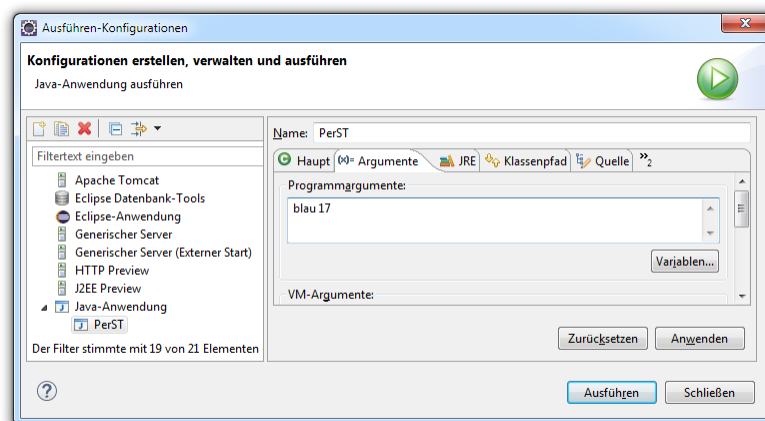 Ausführen-Konfigurationen
Konfigurationen erstellen, verwalten und ausführen
Java-Anwendung ausführen
Filtertext eingeben
Apache Tomcat
Eclipse Datenbank-Tools
Eclipse-Anwendung
Generischer Server
Generischer Server (Externer Start)
HTTP Preview
J2EE Preview
Java-Anwendung
PerST
Der Filter stimmte mit 19 von 21 Elementen
Name: PerST
Haupt (x)= Argumente JRE Klassenpfad Quelle »2
Programmargumente:
blau 17
Variablen...
VM-Argumente:
Zurücksetzen Anwenden
Ausführen Schließen